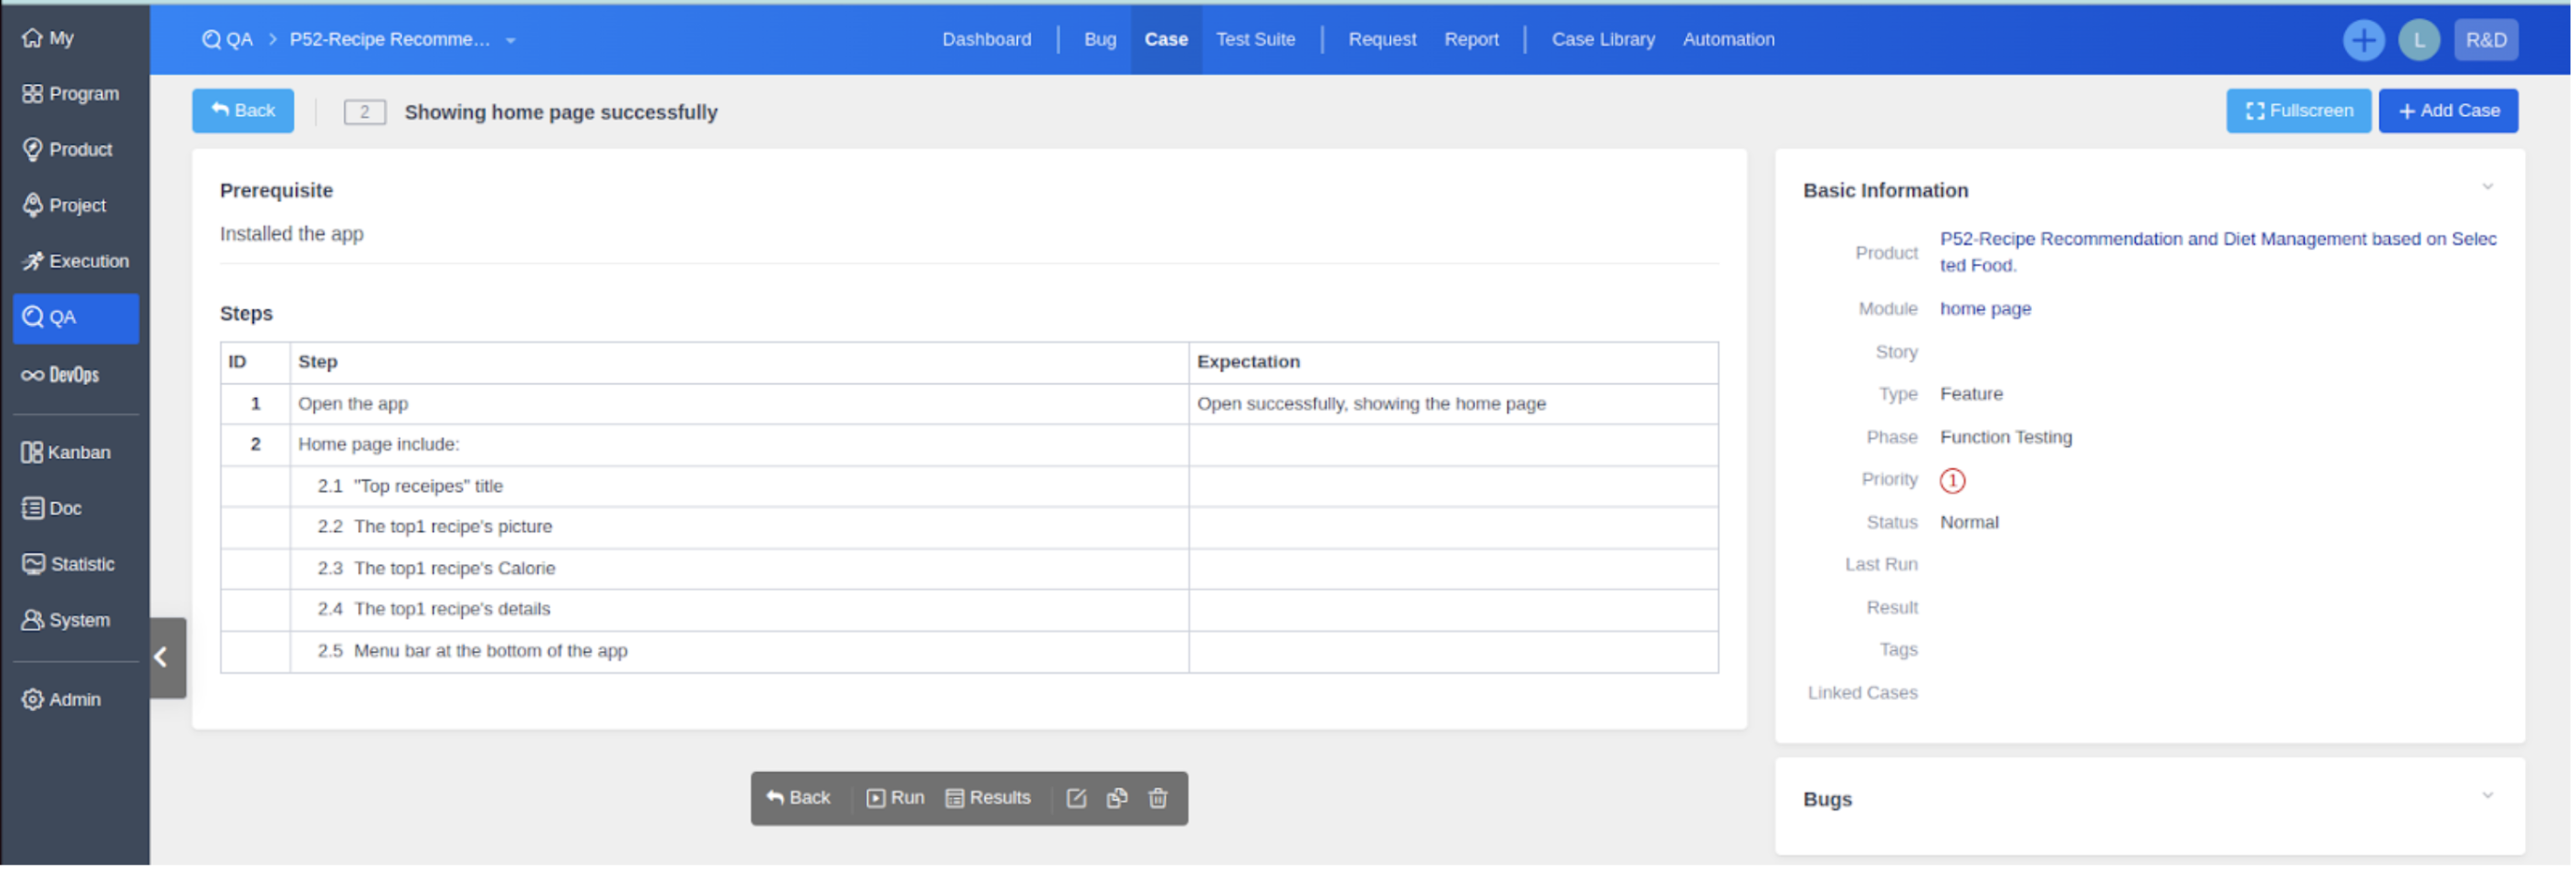 My
Program
Product
Project
Execution
QA
DevOps
Kanban
Doc
Statistic
System
Admin
QA > P52-Recipe Recomme...
Dashboard | Bug Case Test Suite | Request Report | Case Library Automation
L R&D
Back 2 Showing home page successfully
Fullscreen + Add Case
Prerequisite
Installed the app
Steps
ID Step Expectation
1 Open the app Open successfully, showing the home page
2 Home page include:
2.1 "Top receipes" title
2.2 The top1 recipe's picture
2.3 The top1 recipe's Calorie
2.4 The top1 recipe's details
2.5 Menu bar at the bottom of the app
Back Run Results
Basic Information
Product P52-Recipe Recommendation and Diet Management based on Selec
ted Food.
Module home page
Story
Type Feature
Phase Function Testing
Priority 1
Status Normal
Last Run
Result
Tags
Linked Cases
Bugs